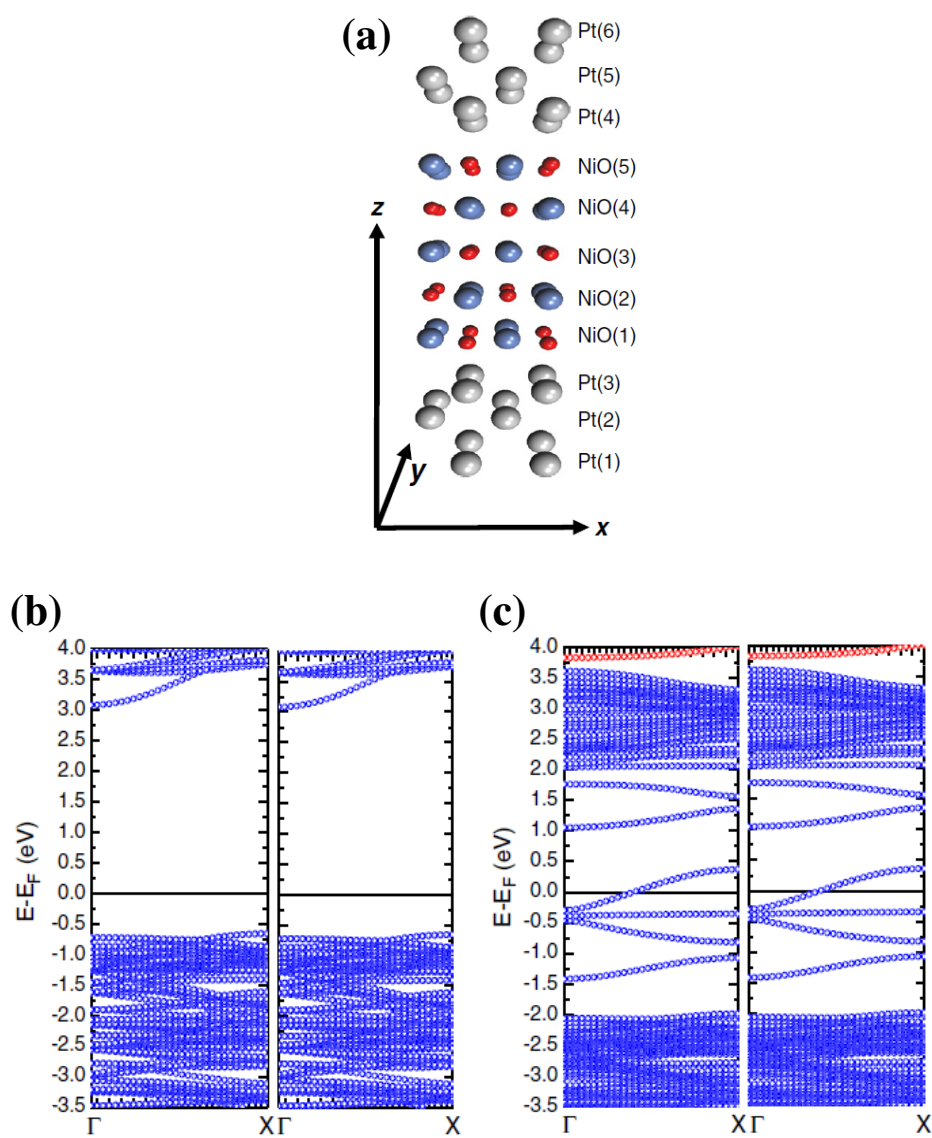 (a)
Pt(6)
Pt(5)
Pt(4)
NiO(5)
NiO(4)
NiO(3)
NiO(2)
NiO(1)
Pt(3)
Pt(2)
Pt(1)
z
y
x
(b)
E-EF (eV)
4.0
3.5
3.0
2.5
2.0
1.5
1.0
0.5
0.0
-0.5
-1.0
-1.5
-2.0
-2.5
-3.0
-3.5
Γ X Γ X
(c)
E-EF (eV)
4.0
3.5
3.0
2.5
2.0
1.5
1.0
0.5
0.0
-0.5
-1.0
-1.5
-2.0
-2.5
-3.0
-3.5
Γ X Γ X